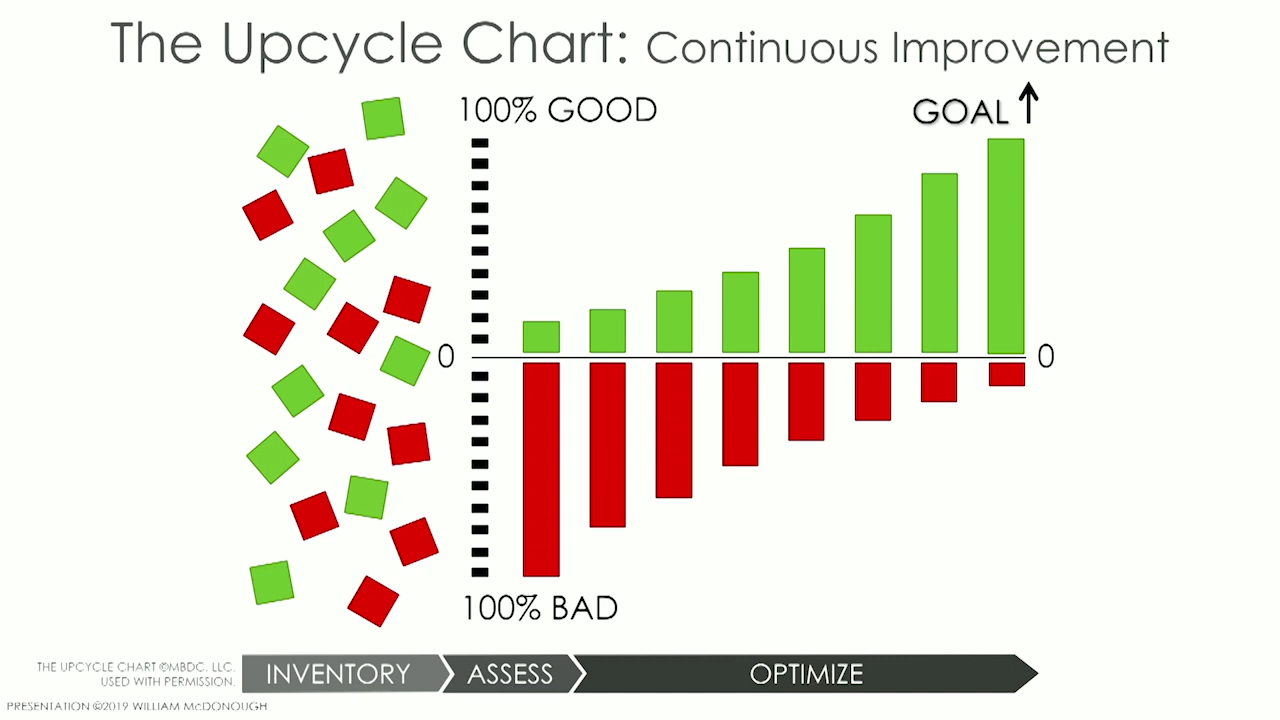 The Upcycle Chart: Continuous Improvement
100% GOOD
GOAL
0
0
100% BAD
THE UPCYCLE CHART ©MBDC, LLC.
USED WITH PERMISSION.
INVENTORY
ASSESS
OPTIMIZE
PRESENTATION ©2019 WILLIAM McDONOUGH